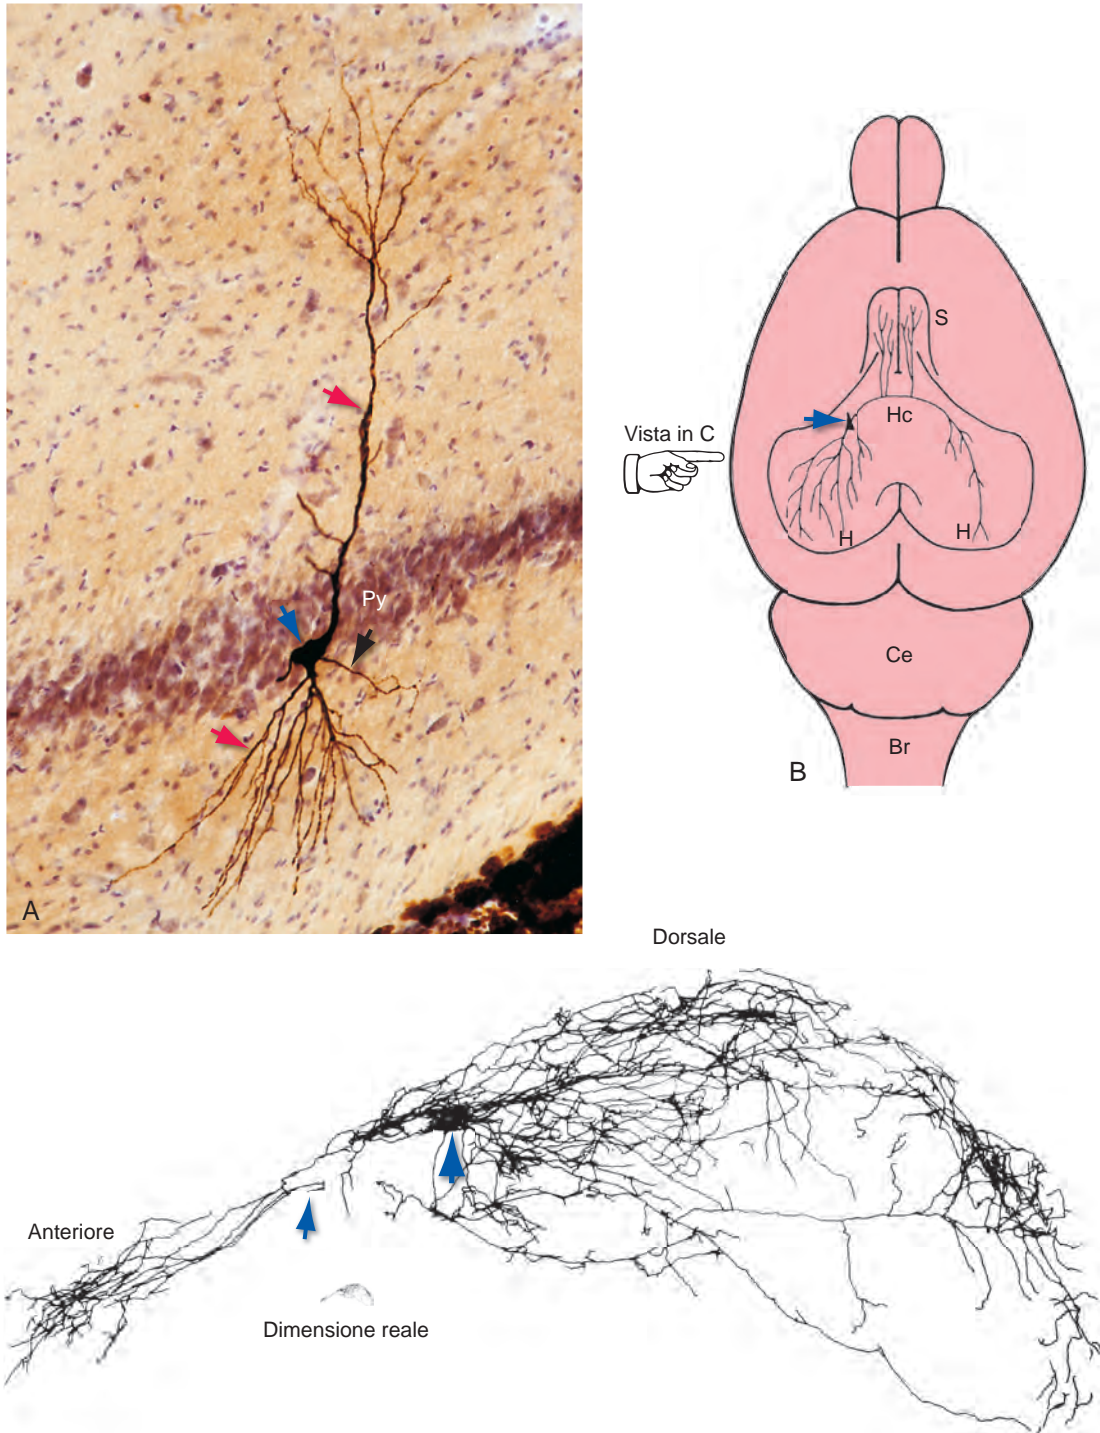 Py
A
S
Hc
Vista in C
H
H
Ce
Br
B
Dorsale
Anteriore
Dimensione reale